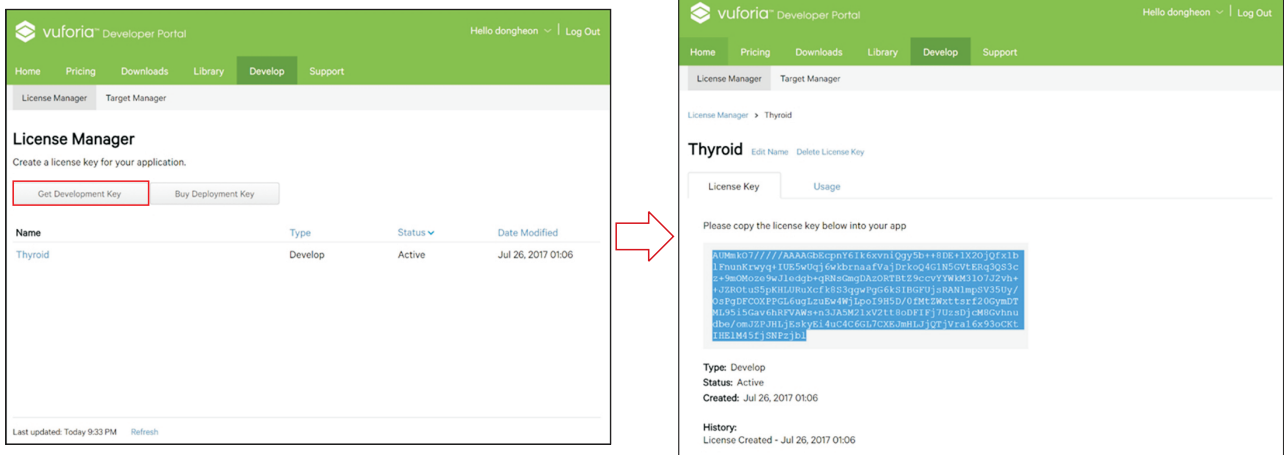 vuforia™ Developer Portal
Hello dongheon
Log Out
Home Pricing Downloads Library Develop Support
License Manager Target Manager
License Manager
Create a license key for your application.
Get Development Key Buy Deployment Key
Name Type Status Date Modified
Thyroid Develop Active Jul 26, 2017 01:06
Last updated: Today 9:33 PM Refresh
vuforia™ Developer Portal
Hello dongheon
Log Out
Home Pricing Downloads Library Develop Support
License Manager Target Manager
License Manager > Thyroid
Thyroid Edit Name Delete License Key
License Key Usage
Please copy the license key below into your app
Type: Develop
Status: Active
Created: Jul 26, 2017 01:06
History:
License Created - Jul 26, 2017 01:06